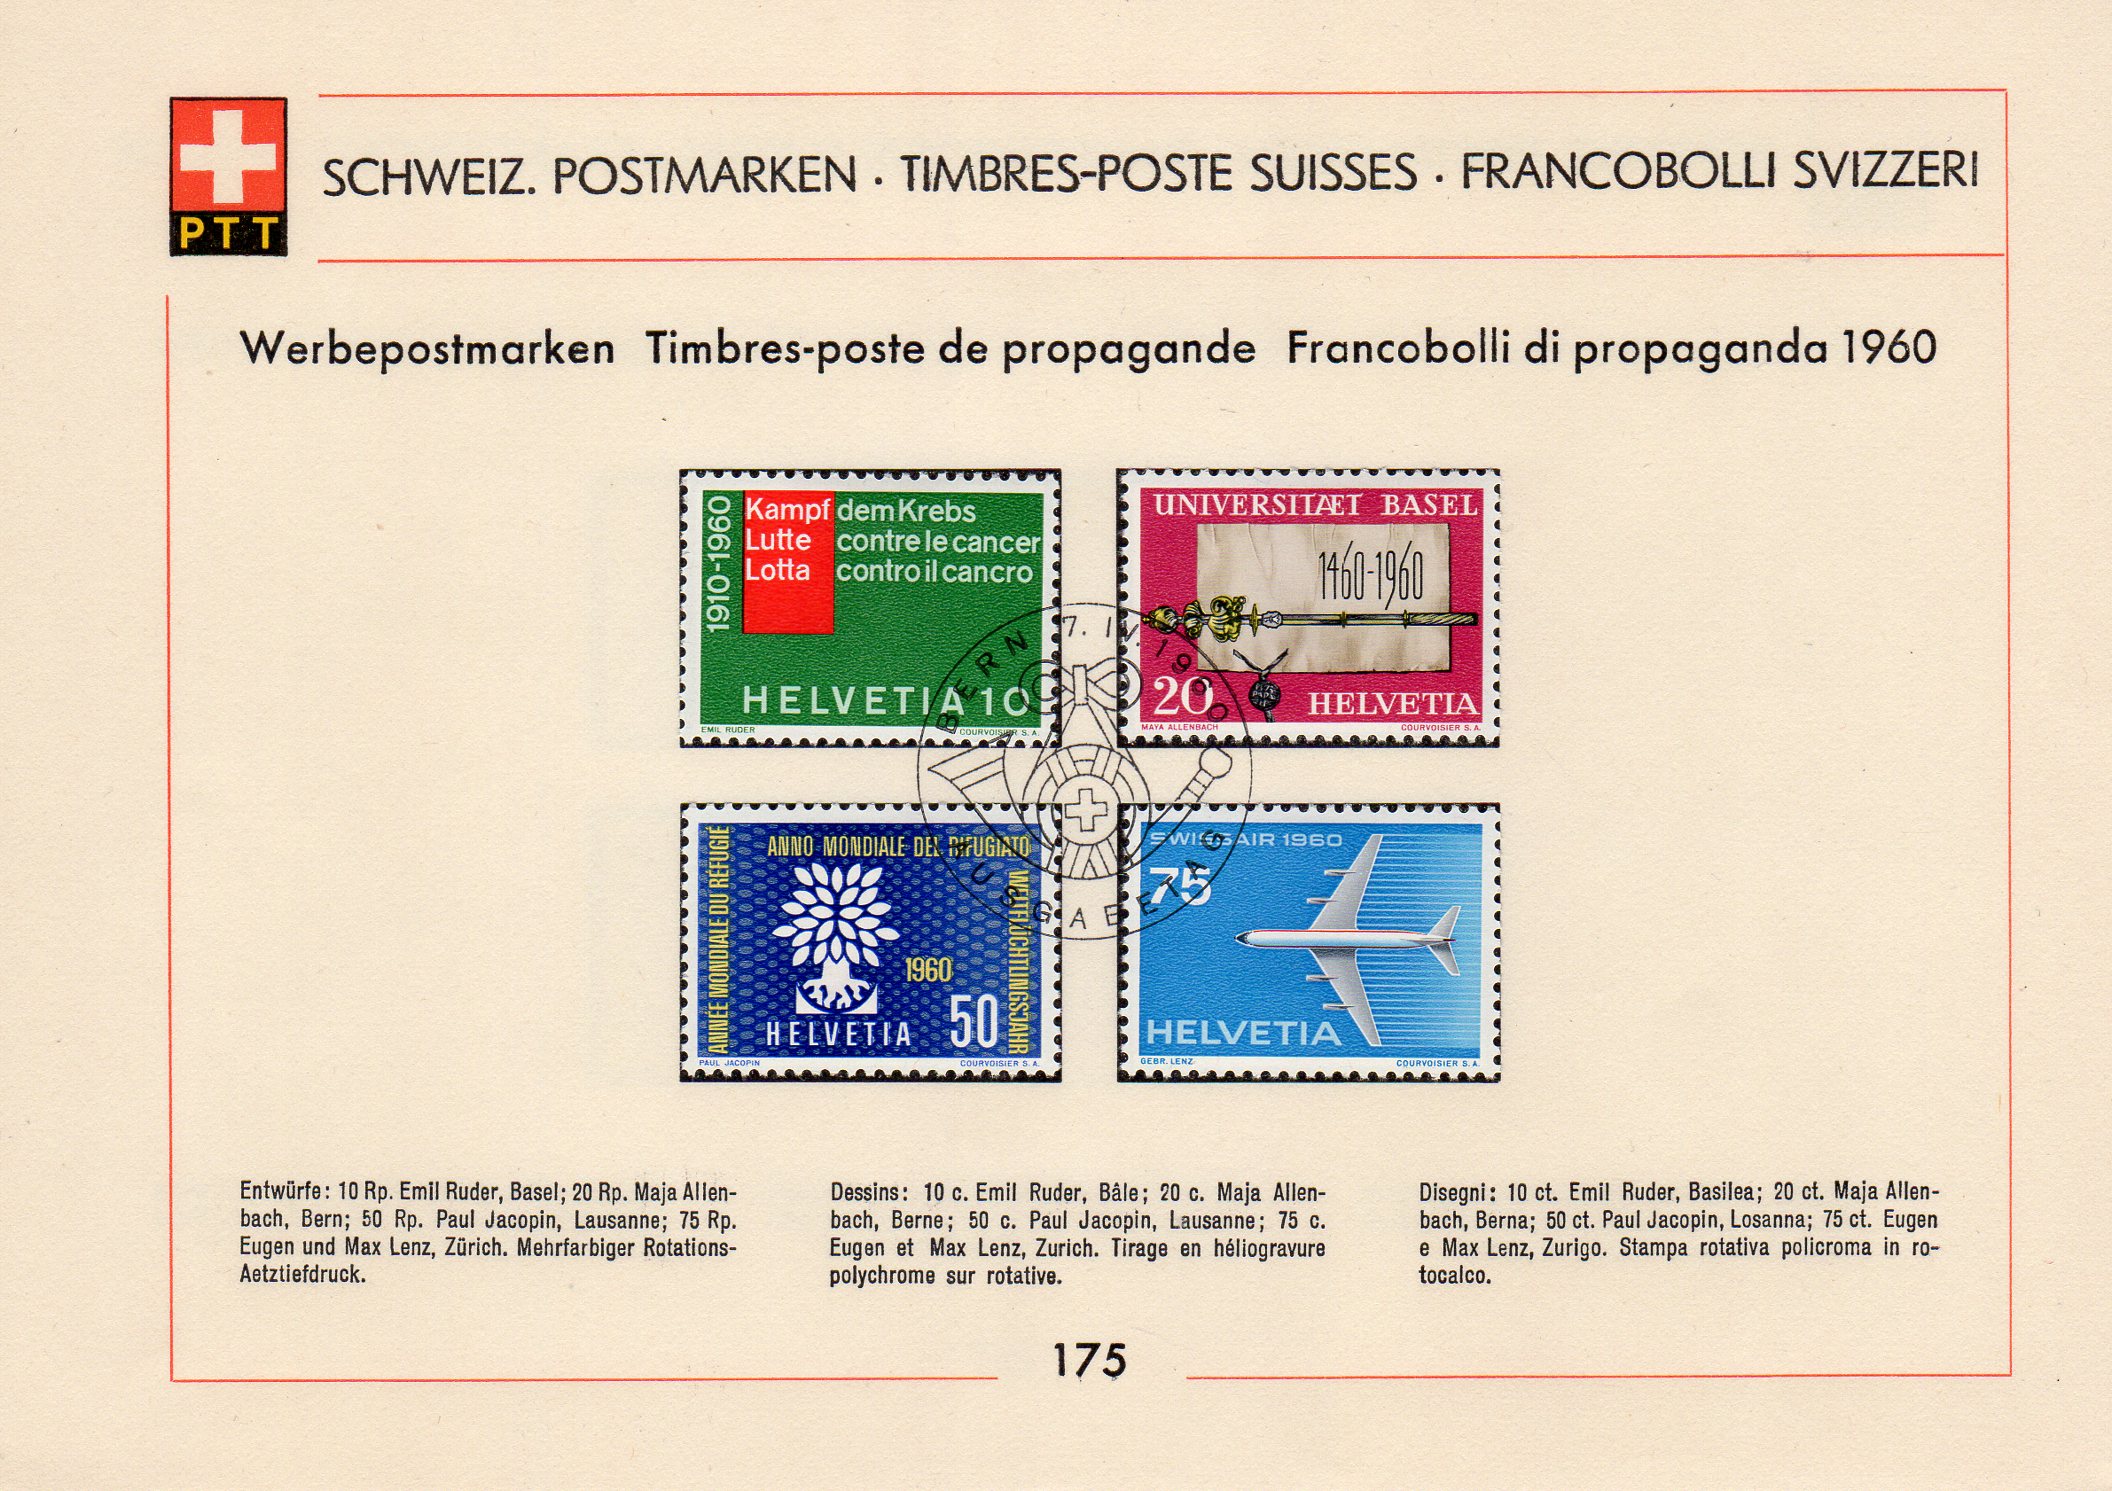 PTT
SCHWEIZ. POSTMARKEN · TIMBRES-POSTE SUISSES · FRANCOBOLLI SVIZZERI
Werbepostmarken Timbres-poste de propagande Francobolli di propaganda 1960
1910-1960
Kampf dem Krebs
Lutte contre le cancer
Lotta contro il cancro
HELVETIA 10
EMIL RUDER COURVOISIER S. A.
UNIVERSITÆT BASEL
1460-1960
20 HELVETIA
MAYA ALLENBACH COURVOISIER S. A.
BERN 7. IV. 1960
AUSGABETAG
ANNÉE MONDIALE DU RÉFUGIÉ
ANNO MONDIALE DEL RIFUGIATO
WELTFLÜCHTLINGSJAHR
1960
HELVETIA 50
PAUL JACOPIN COURVOISIER S. A.
SWISSAIR 1960
75
HELVETIA
GEBR. LENZ COURVOISIER S. A.
Entwürfe: 10 Rp. Emil Ruder, Basel; 20 Rp. Maja Allen-
bach, Bern; 50 Rp. Paul Jacopin, Lausanne; 75 Rp.
Eugen und Max Lenz, Zürich. Mehrfarbiger Rotations-
Aetztiefdruck.
Dessins: 10 c. Emil Ruder, Bâle; 20 c. Maja Allen-
bach, Berne; 50 c. Paul Jacopin, Lausanne; 75 c.
Eugen et Max Lenz, Zurich. Tirage en héliogravure
polychrome sur rotative.
Disegni: 10 ct. Emil Ruder, Basilea; 20 ct. Maja Allen-
bach, Berna; 50 ct. Paul Jacopin, Losanna; 75 ct. Eugen
e Max Lenz, Zurigo. Stampa rotativa policroma in ro-
tocalco.
175